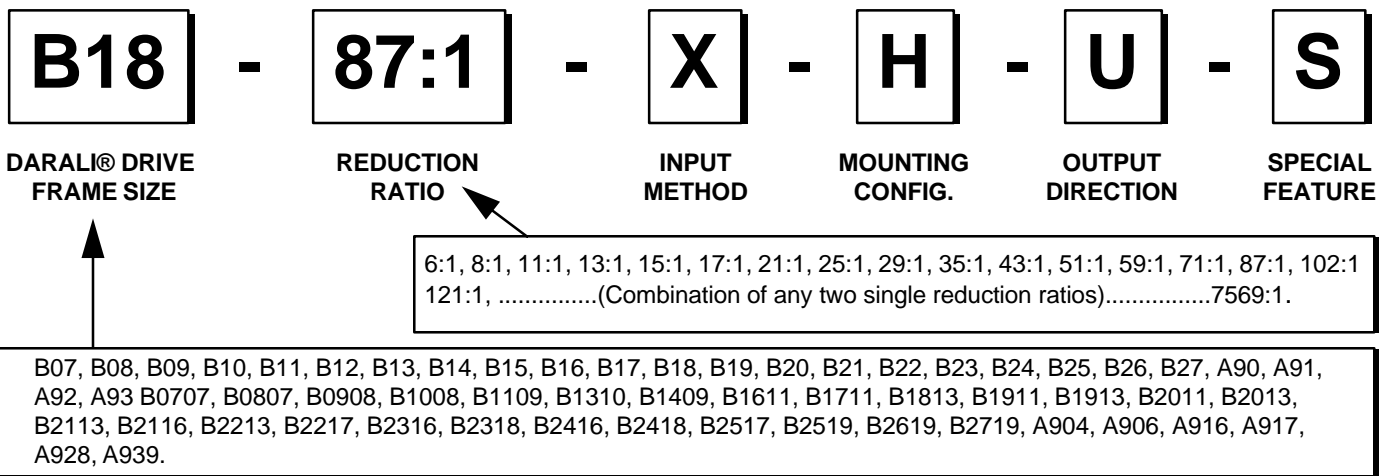 B18 - 87:1 - X - H - U - S
DARALI® DRIVE FRAME SIZE
REDUCTION RATIO
INPUT METHOD
MOUNTING CONFIG.
OUTPUT DIRECTION
SPECIAL FEATURE
6:1, 8:1, 11:1, 13:1, 15:1, 17:1, 21:1, 25:1, 29:1, 35:1, 43:1, 51:1, 59:1, 71:1, 87:1, 102:1
121:1, ...............(Combination of any two single reduction ratios)................7569:1.
B07, B08, B09, B10, B11, B12, B13, B14, B15, B16, B17, B18, B19, B20, B21, B22, B23, B24, B25, B26, B27, A90, A91,
A92, A93 B0707, B0807, B0908, B1008, B1109, B1310, B1409, B1611, B1711, B1813, B1911, B1913, B2011, B2013,
B2113, B2116, B2213, B2217, B2316, B2318, B2416, B2418, B2517, B2519, B2619, B2719, A904, A906, A916, A917,
A928, A939.